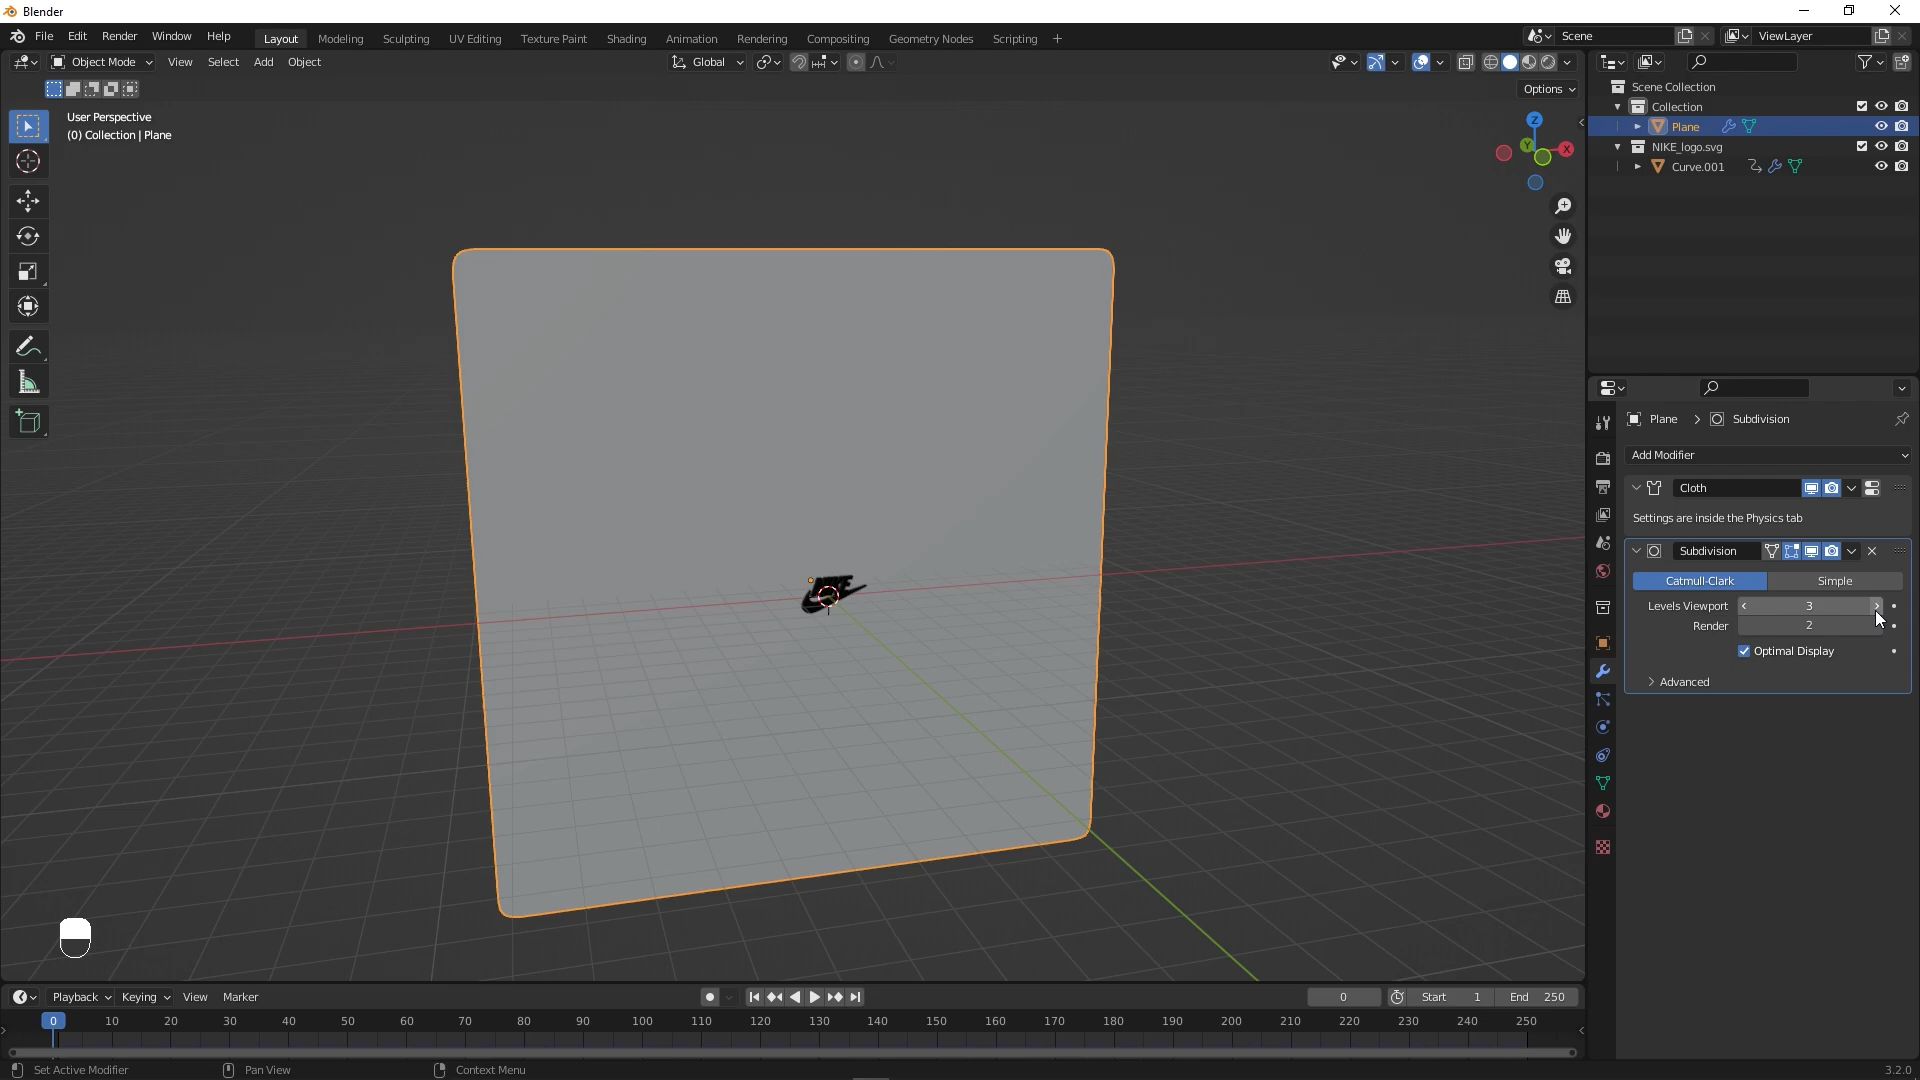 Blender
File Edit Render Window Help Layout Modeling Sculpting UV Editing Texture Paint Shading Animation Rendering Compositing Geometry Nodes Scripting + Scene ViewLayer
Object Mode View Select Add Object Global
Options
User Perspective
(0) Collection | Plane
Z
Y
X
Scene Collection
Collection
Plane
NIKE_logo.svg
Curve.001
Plane > Subdivision
Add Modifier
Cloth
Settings are inside the Physics tab
Subdivision
Catmull-Clark Simple
Levels Viewport 3
Render 2
Optimal Display
Advanced
NIKE
Playback Keying View Marker 0 Start 1 End 250
0 10 20 30 40 50 60 70 80 90 100 110 120 130 140 150 160 170 180 190 200 210 220 230 240 250
Set Active Modifier Pan View Context Menu 3.2.0